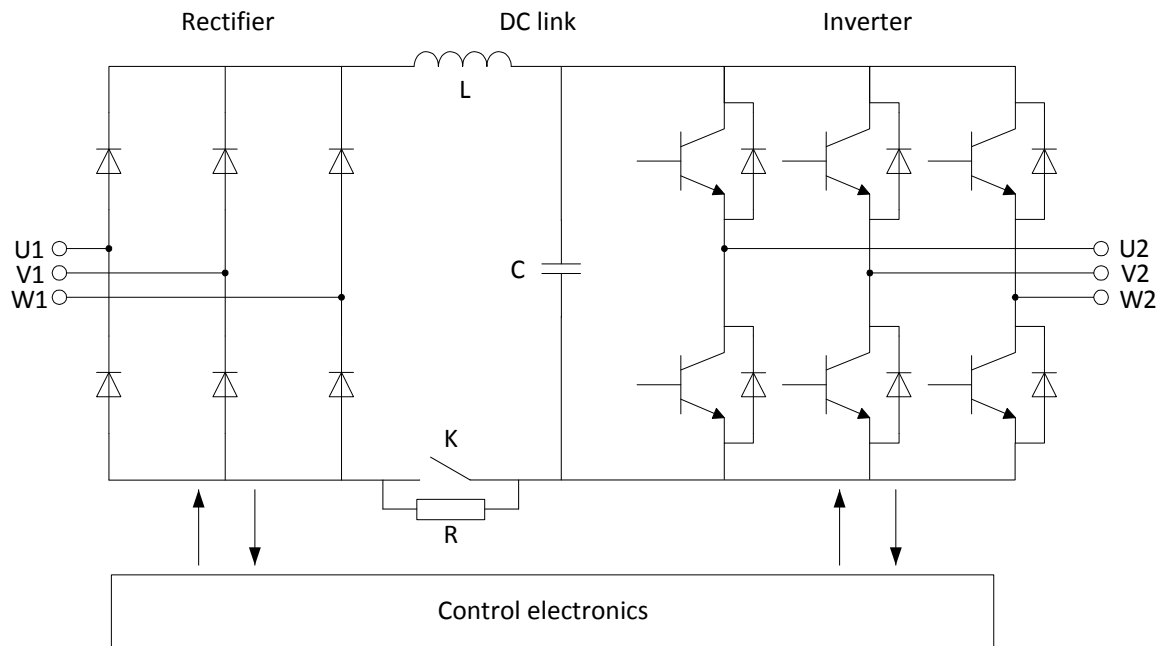 Rectifier
DC link
Inverter
L
U1
V1
W1
C
U2
V2
W2
K
R
Control electronics